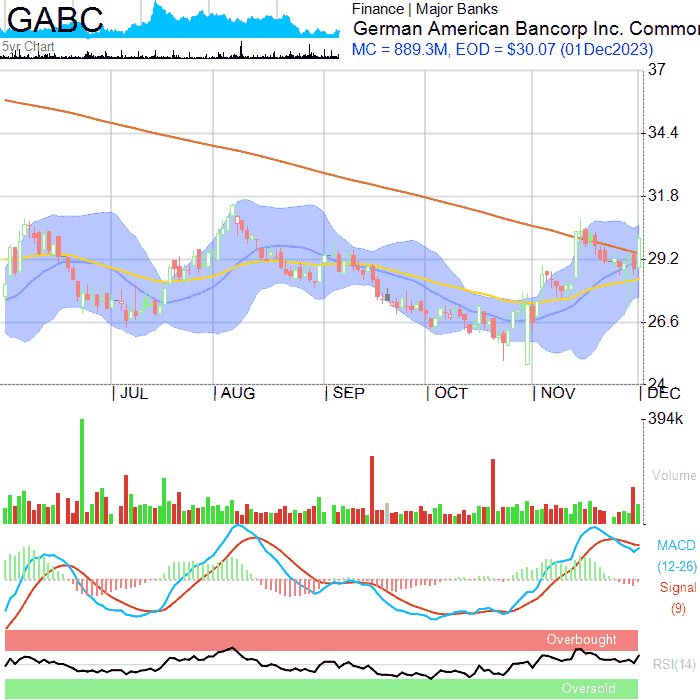 GABC
5yr Chart
Finance | Major Banks
German American Bancorp Inc. Common
MC = 889.3M, EOD = $30.07 (01Dec2023)
37
34.4
31.8
29.2
26.6
24
| JUL | AUG | SEP | OCT | NOV | DEC
394k
Volume
MACD
(12-26)
Signal
(9)
Overbought
RSI(14)
Oversold